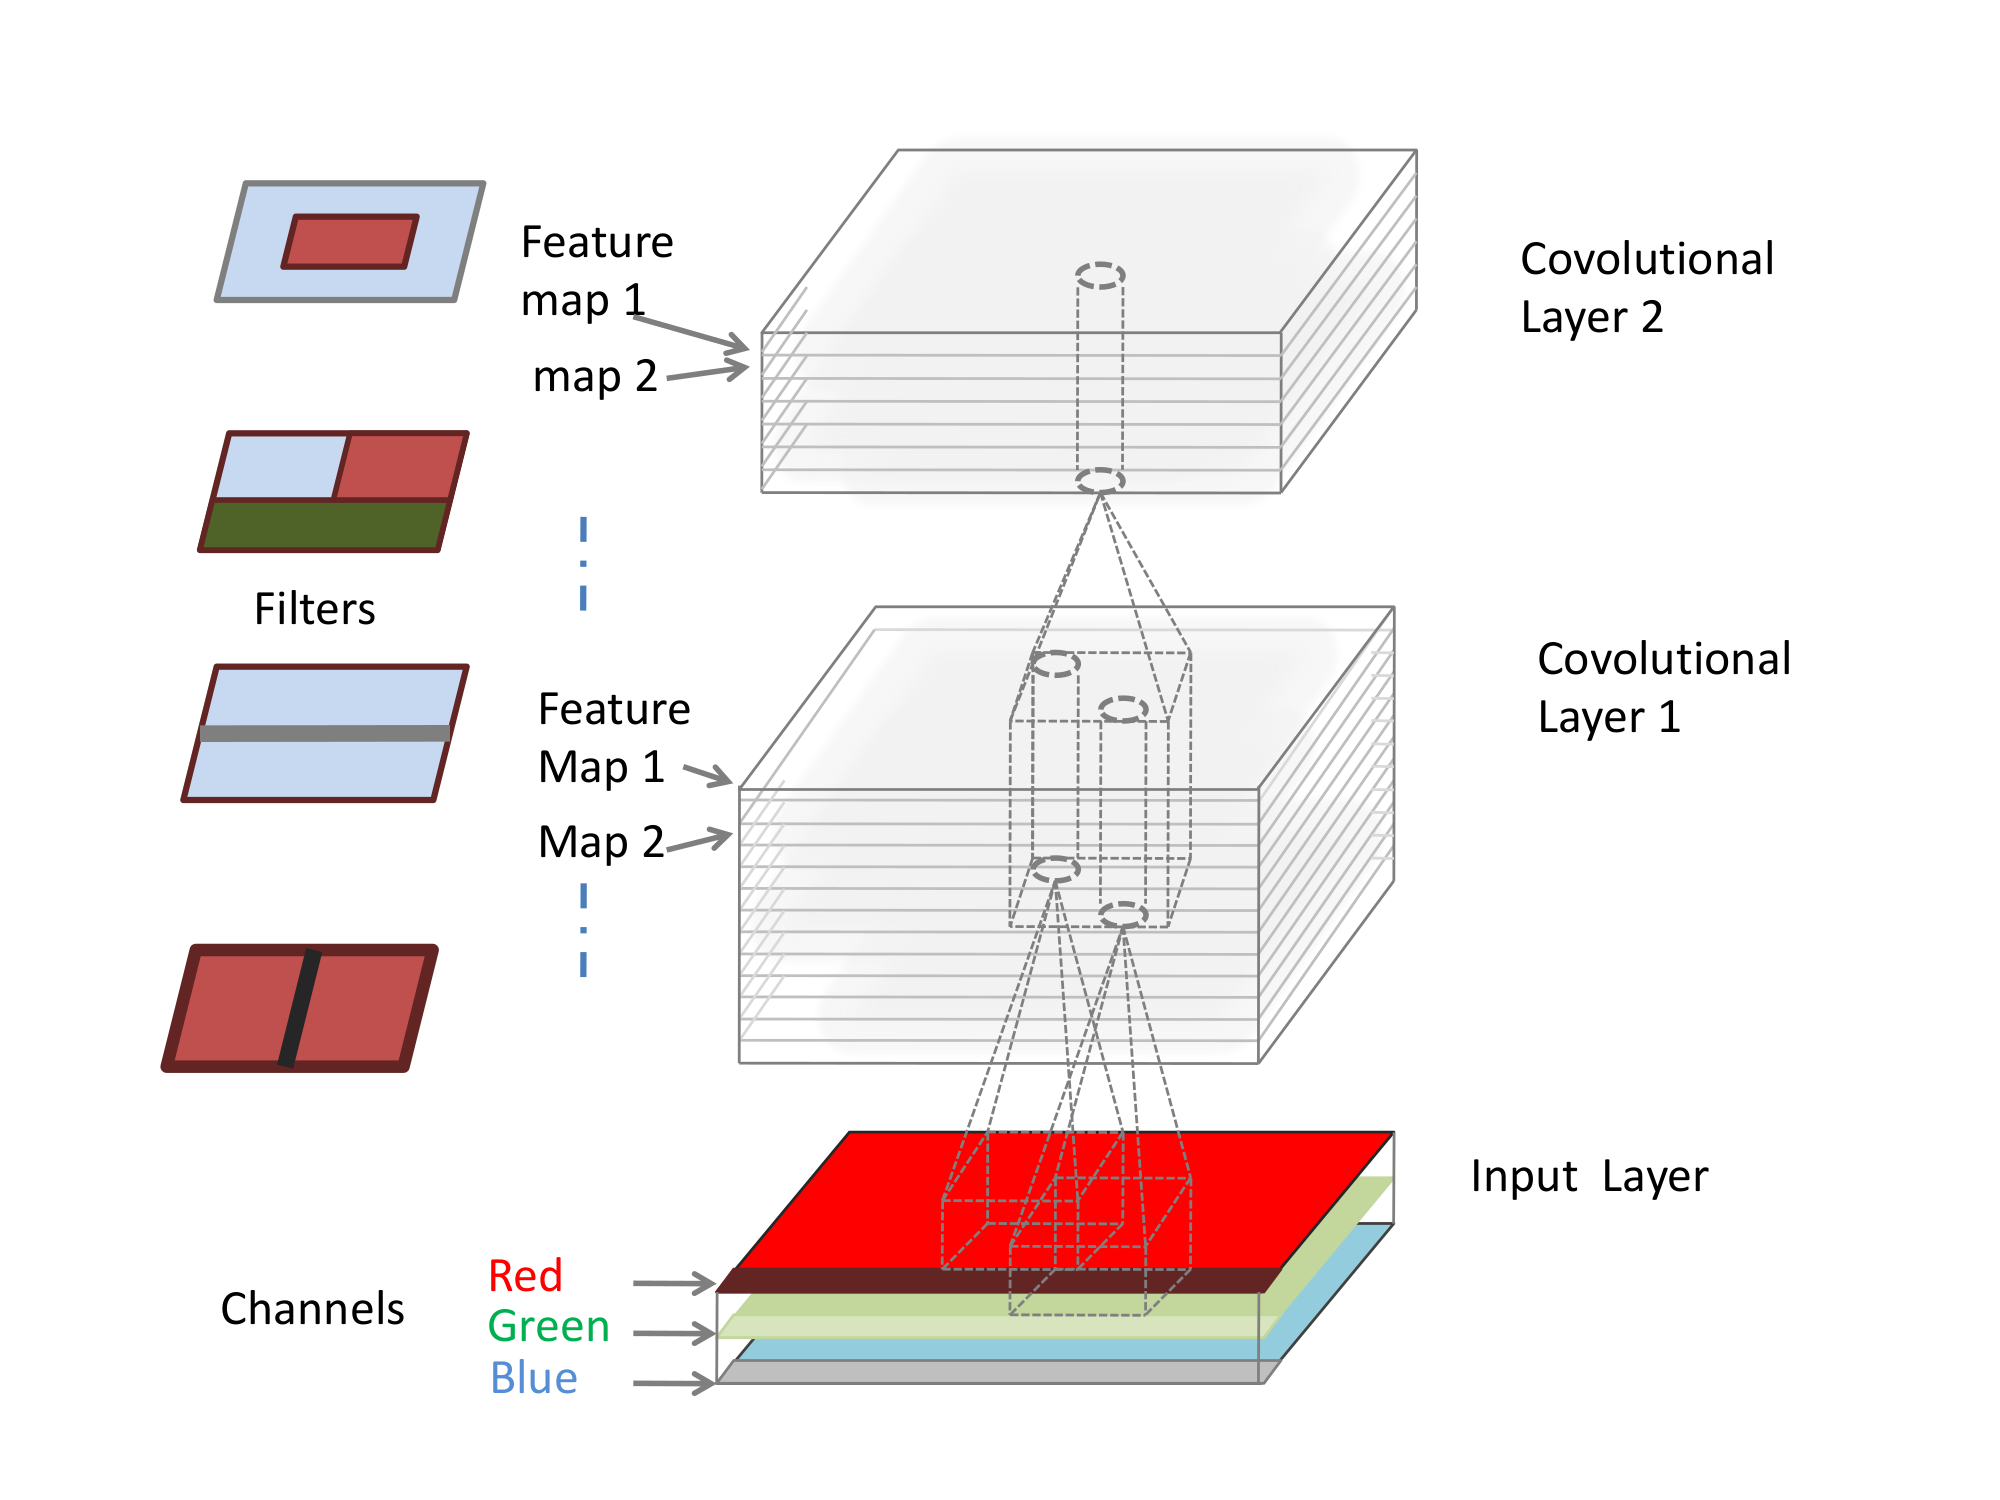 Feature
map 1
map 2
Covolutional
Layer 2
Filters
Feature
Map 1
Map 2
Covolutional
Layer 1
Input Layer
Channels
Red
Green
Blue